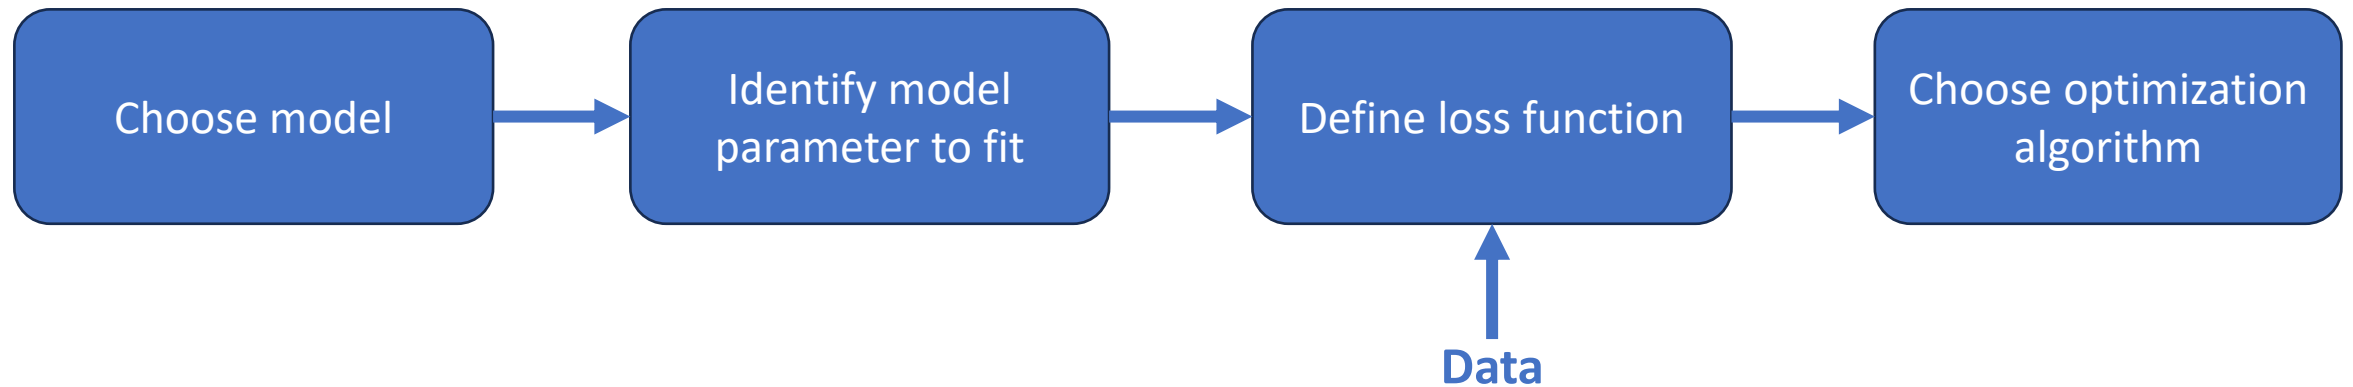 Choose model
Identify model
parameter to fit
Define loss function
Choose optimization
algorithm
Data